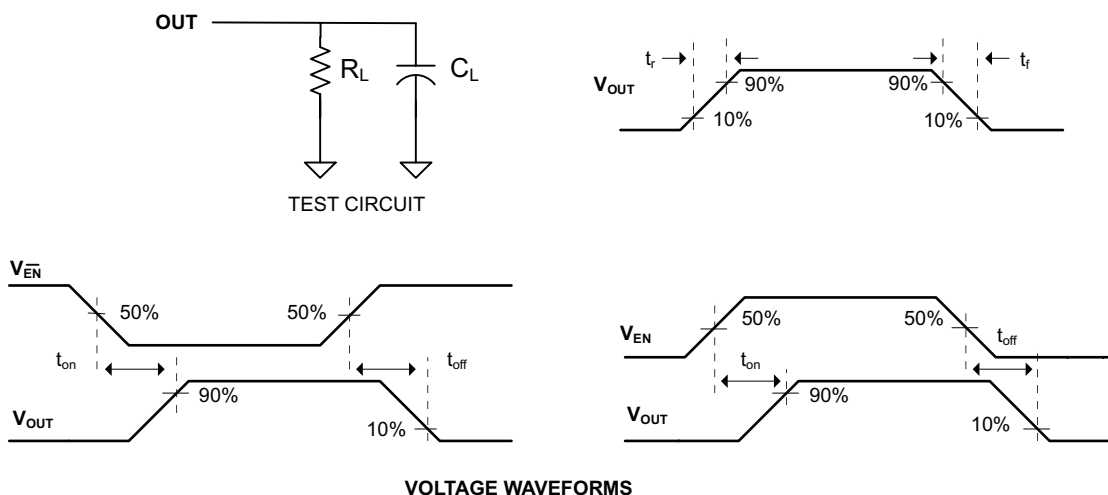 OUT
R_L
C_L
TEST CIRCUIT
t_r
t_f
V_OUT
90%
90%
10%
10%
V_E̅N̅
50%
50%
t_on
t_off
V_OUT
90%
10%
V_EN
50%
50%
t_on
t_off
V_OUT
90%
10%
VOLTAGE WAVEFORMS